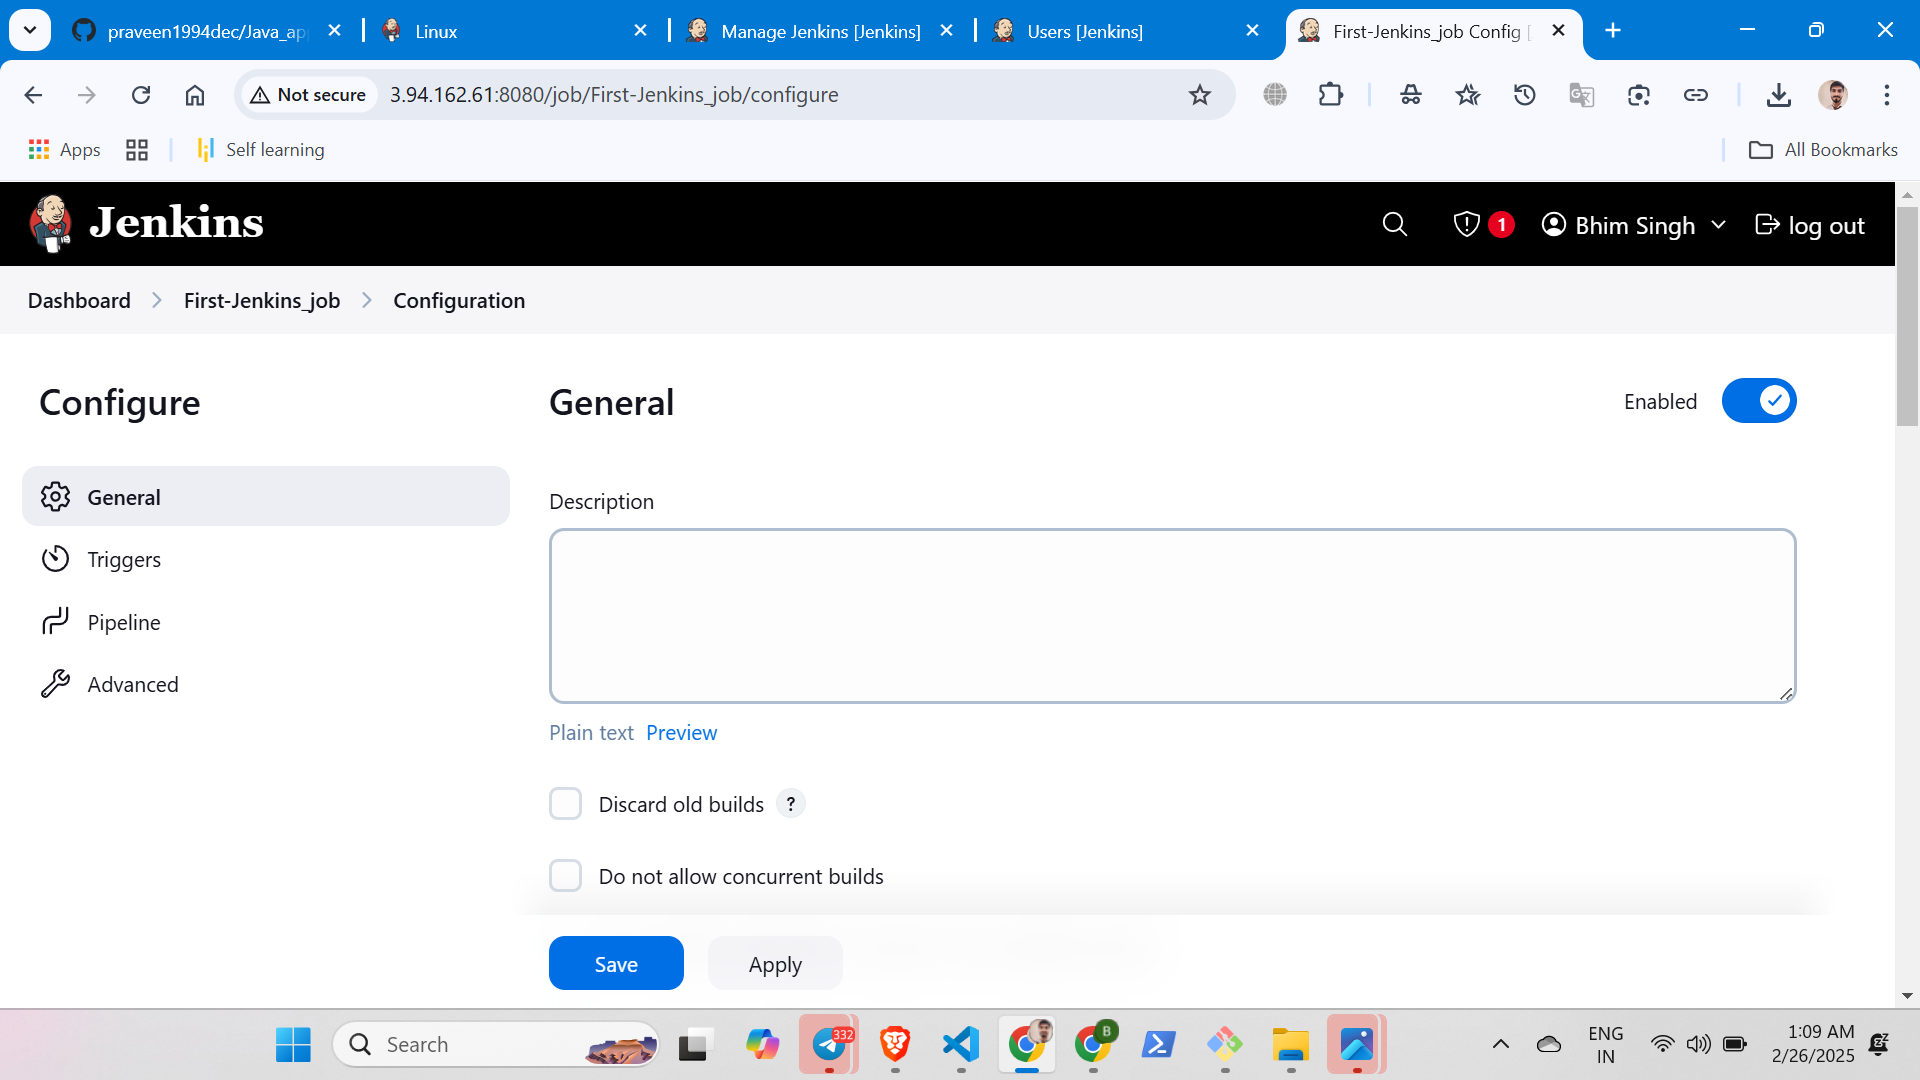 praveen1994dec/Java_ap
Linux
Manage Jenkins [Jenkins]
Users [Jenkins]
First-Jenkins_job Config [
Not secure
3.94.162.61:8080/job/First-Jenkins_job/configure
Apps
Self learning
All Bookmarks
Jenkins
1
Bhim Singh
log out
Dashboard
First-Jenkins_job
Configuration
Configure
General
Enabled
General
Triggers
Pipeline
Advanced
Description
Plain text Preview
Discard old builds ?
Do not allow concurrent builds
Save
Apply
Search
332
B
ENG
IN
1:09 AM
2/26/2025